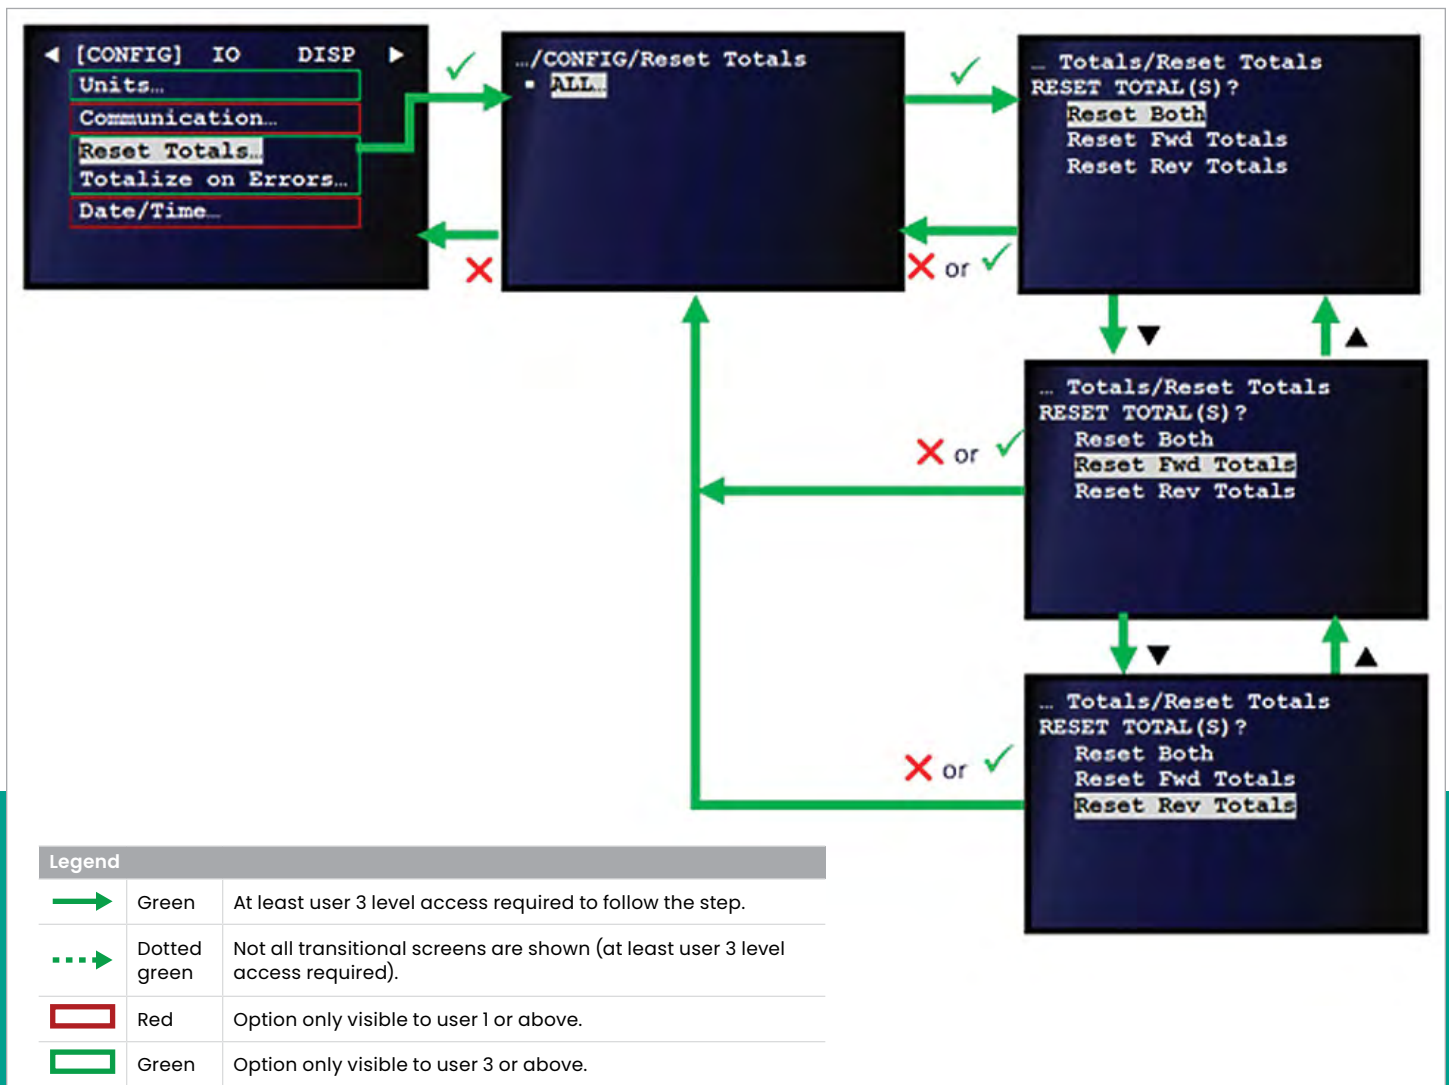 ◀ [CONFIG] IO DISP ▶
Units…
Communication…
Reset Totals…
Totalize on Errors…
Date/Time…
…/CONFIG/Reset Totals
▪ ALL…
… Totals/Reset Totals
RESET TOTAL(S)?
Reset Both
Reset Fwd Totals
Reset Rev Totals
or
▼ ▲
… Totals/Reset Totals
RESET TOTAL(S)?
Reset Both
Reset Fwd Totals
Reset Rev Totals
or
▼ ▲
… Totals/Reset Totals
RESET TOTAL(S)?
Reset Both
Reset Fwd Totals
Reset Rev Totals
or
Legend
Green At least user 3 level access required to follow the step.
Dotted
green
Not all transitional screens are shown (at least user 3 level
access required).
Red Option only visible to user 1 or above.
Green Option only visible to user 3 or above.